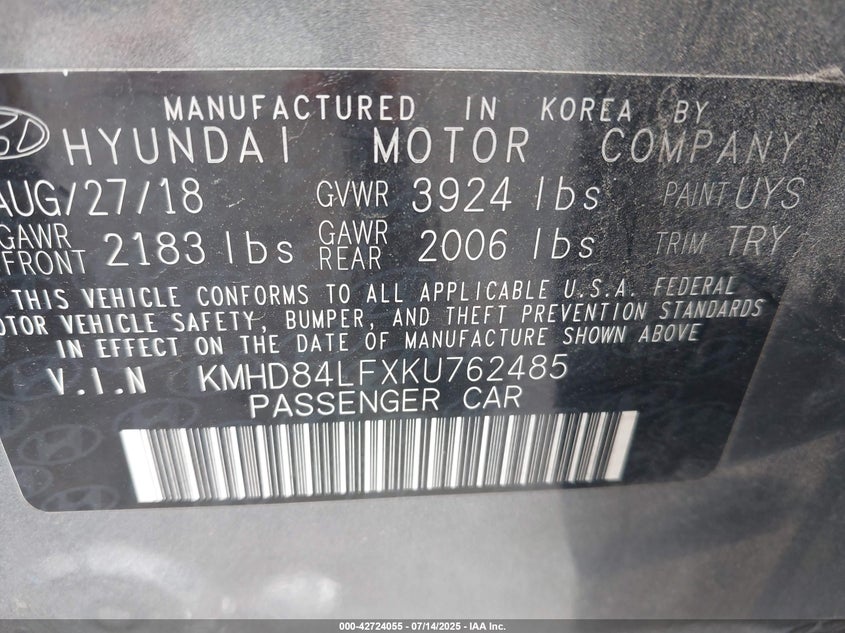 MANUFACTURED IN KOREA BY
HYUNDAI MOTOR COMPANY
AUG/27/18 GVWR 3924 lbs PAINT UYS
GAWR FRONT 2183 lbs GAWR REAR 2006 lbs TRIM TRY
THIS VEHICLE CONFORMS TO ALL APPLICABLE U.S.A. FEDERAL
OTOR VEHICLE SAFETY, BUMPER, AND THEFT PREVENTION STANDARDS
IN EFFECT ON THE DATE OF MANUFACTURE SHOWN ABOVE
V.I.N KMHD84LFXKU762485
PASSENGER CAR
000-42724055 - 07/14/2025 - IAA Inc.